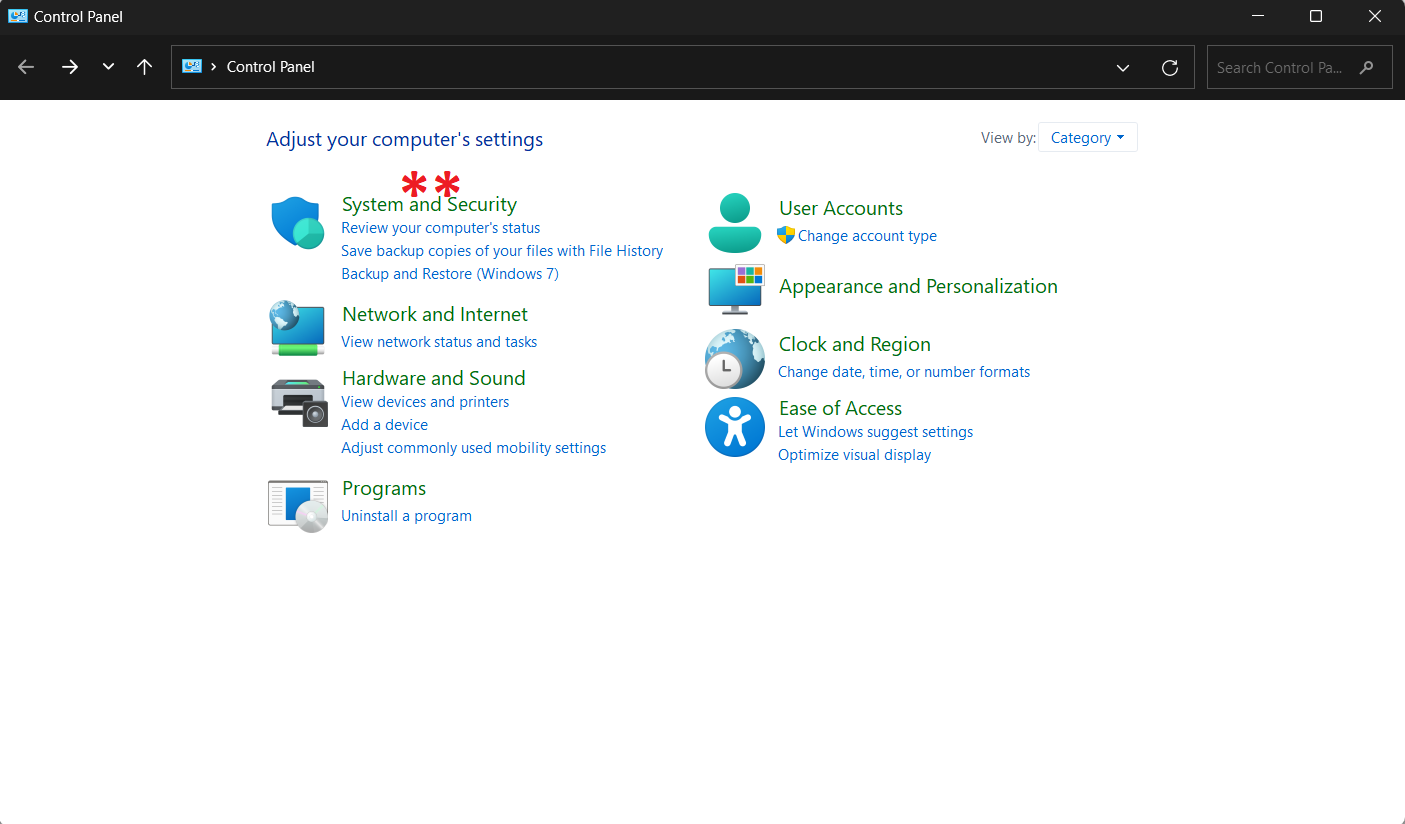 Control Panel
Control Panel
Search Control Pa...
Adjust your computer's settings
View by: Category
**
System and Security
Review your computer's status
Save backup copies of your files with File History
Backup and Restore (Windows 7)
Network and Internet
View network status and tasks
Hardware and Sound
View devices and printers
Add a device
Adjust commonly used mobility settings
Programs
Uninstall a program
User Accounts
Change account type
Appearance and Personalization
Clock and Region
Change date, time, or number formats
Ease of Access
Let Windows suggest settings
Optimize visual display